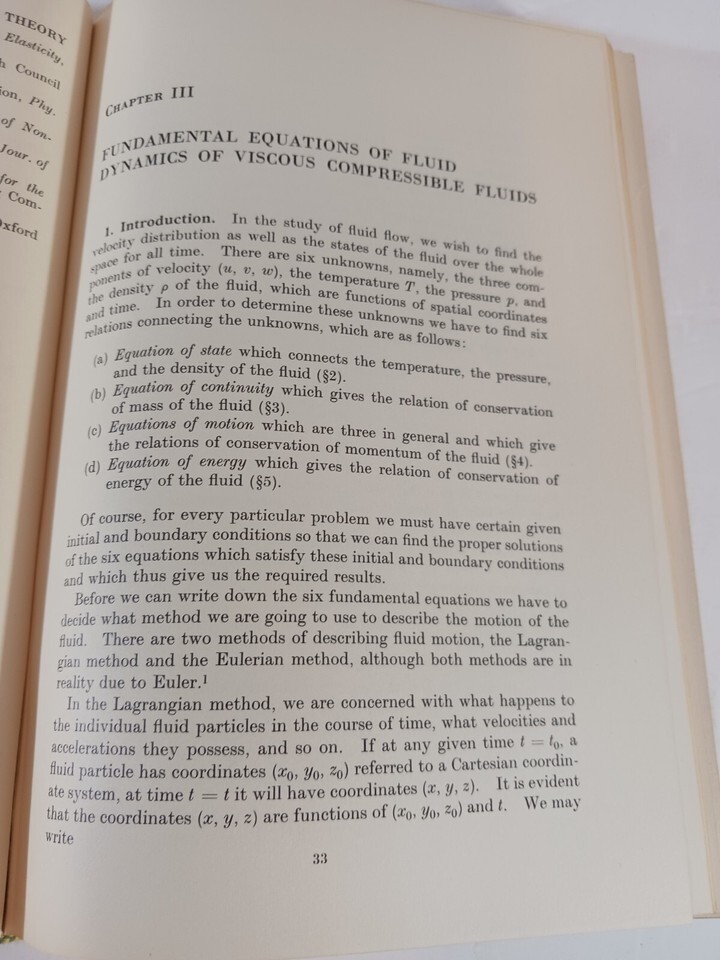 THEORY
Elasticity,
h Council
ion, Phy.
of Non-
Jour. of
for the
Com-
Oxford
CHAPTER III
FUNDAMENTAL EQUATIONS OF FLUID
DYNAMICS OF VISCOUS COMPRESSIBLE FLUIDS
1. Introduction. In the study of fluid flow, we wish to find the
velocity distribution as well as the states of the fluid over the whole
space for all time. There are six unknowns, namely, the three com-
ponents of velocity (u, v, w), the temperature T, the pressure p, and
the density ρ of the fluid, which are functions of spatial coordinates
and time. In order to determine these unknowns we have to find six
relations connecting the unknowns, which are as follows:
(a) Equation of state which connects the temperature, the pressure,
and the density of the fluid (§2).
(b) Equation of continuity which gives the relation of conservation
of mass of the fluid (§3).
(c) Equations of motion which are three in general and which give
the relations of conservation of momentum of the fluid (§4).
(d) Equation of energy which gives the relation of conservation of
energy of the fluid (§5).
Of course, for every particular problem we must have certain given
initial and boundary conditions so that we can find the proper solutions
of the six equations which satisfy these initial and boundary conditions
and which thus give us the required results.
Before we can write down the six fundamental equations we have to
decide what method we are going to use to describe the motion of the
fluid. There are two methods of describing fluid motion, the Lagran-
gian method and the Eulerian method, although both methods are in
reality due to Euler.¹
In the Lagrangian method, we are concerned with what happens to
the individual fluid particles in the course of time, what velocities and
accelerations they possess, and so on. If at any given time t = t₀, a
fluid particle has coordinates (x₀, y₀, z₀) referred to a Cartesian coordin-
ate system, at time t = t it will have coordinates (x, y, z). It is evident
that the coordinates (x, y, z) are functions of (x₀, y₀, z₀) and t. We may
write
33